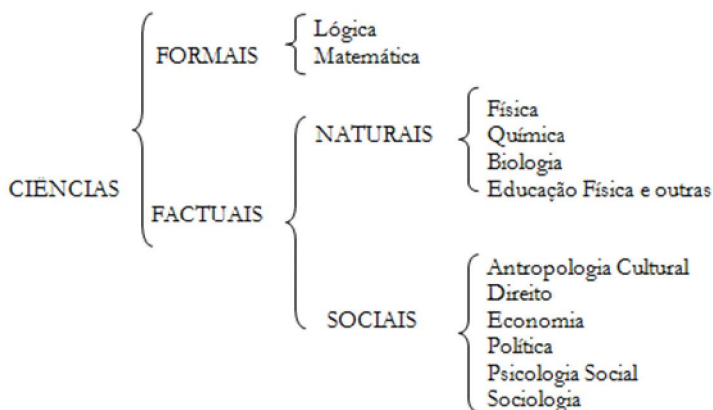 CIÊNCIAS
FORMAIS
Lógica
Matemática
FACTUAIS
NATURAIS
Física
Química
Biologia
Educação Física e outras
SOCIAIS
Antropologia Cultural
Direito
Economia
Política
Psicologia Social
Sociologia